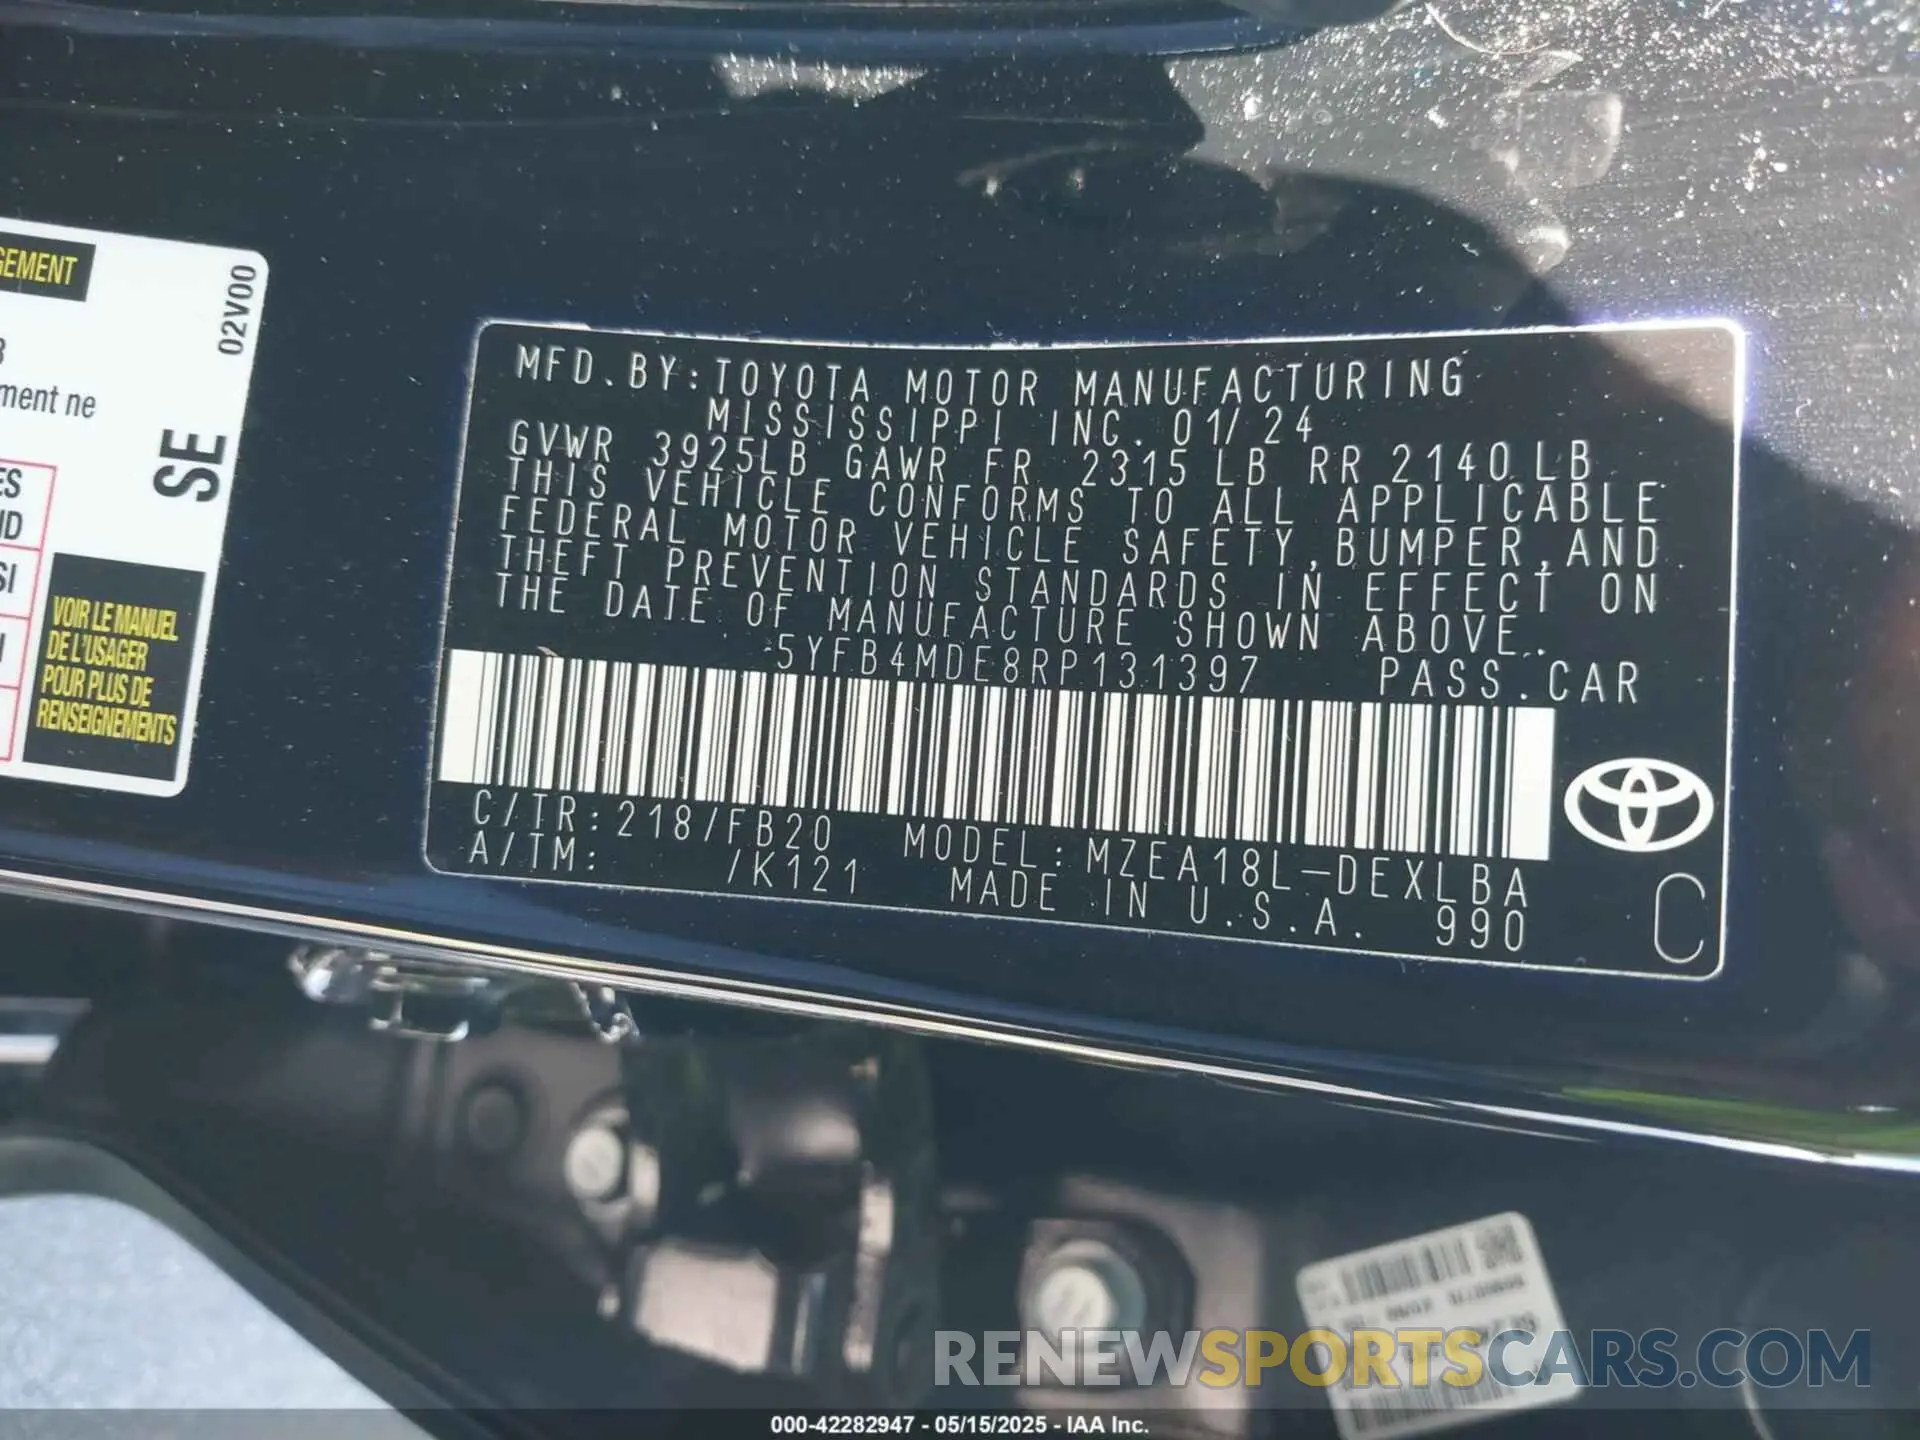 GEMENT
ment ne
02V00
SE
ES
ND
SI
VOIR LE MANUEL
DE L'USAGER
POUR PLUS DE
RENSEIGNEMENTS
MFD.BY:TOYOTA MOTOR MANUFACTURING
MISSISSIPPI INC. 01/24
GVWR 3925LB GAWR FR 2315LB RR 2140LB
THIS VEHICLE CONFORMS TO ALL APPLICABLE
FEDERAL MOTOR VEHICLE SAFETY,BUMPER,AND
THEFT PREVENTION STANDARDS IN EFFECT ON
THE DATE OF MANUFACTURE SHOWN ABOVE.
5YFB4MDE8RP131397 PASS.CAR
C/TR:218/FB20 MODEL:MZEA18L-DEXLBA
A/TM: /K121 MADE IN U.S.A. 990
C
RENEWSPORTSCARS.COM
000-42282947 - 05/15/2025 - IAA Inc.